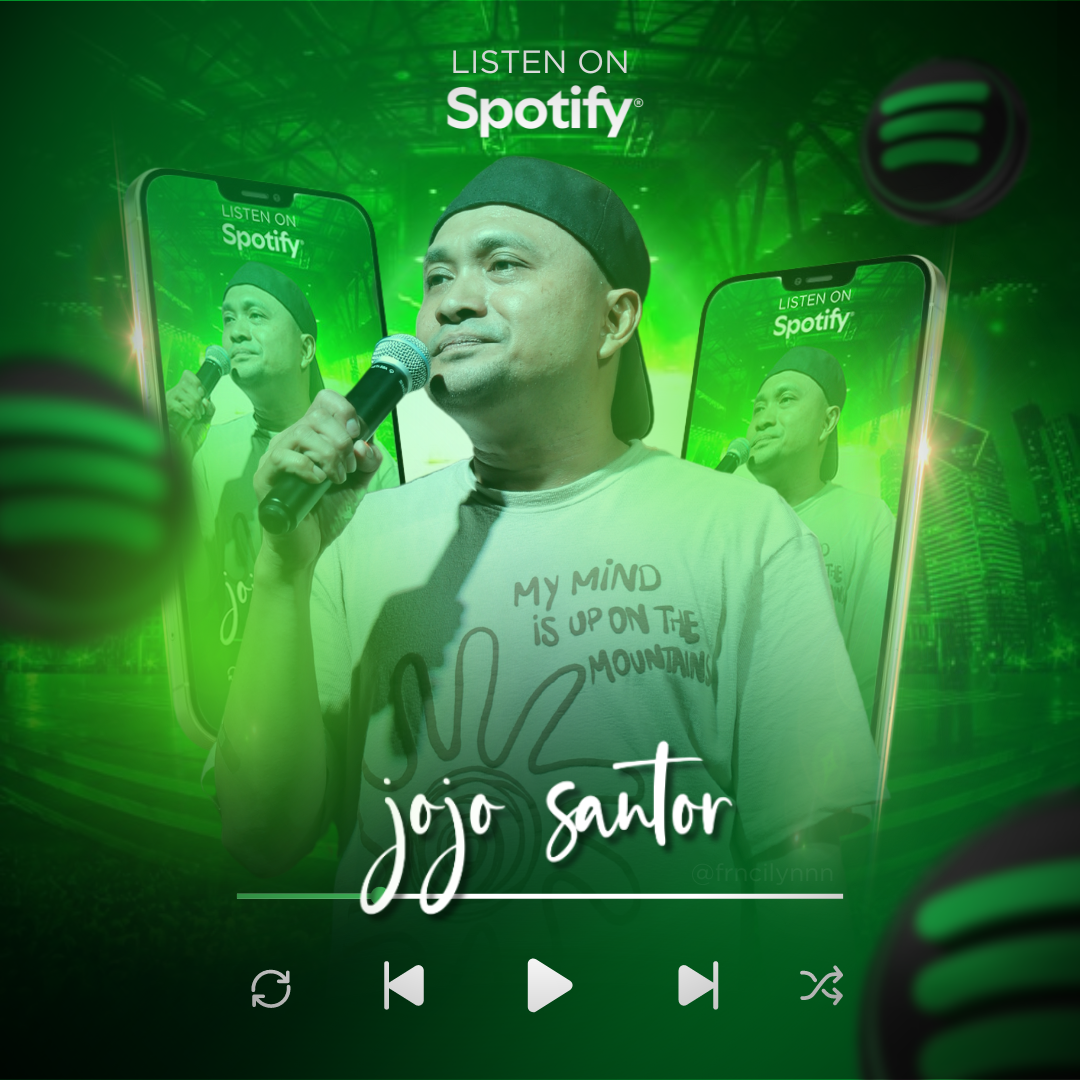 LISTEN ON
Spotify®
LISTEN ON
Spotify
LISTEN ON
Spotify
MY MIND
IS UP ON THE
MOUNTAINS
jojo santor
@frncilynnn